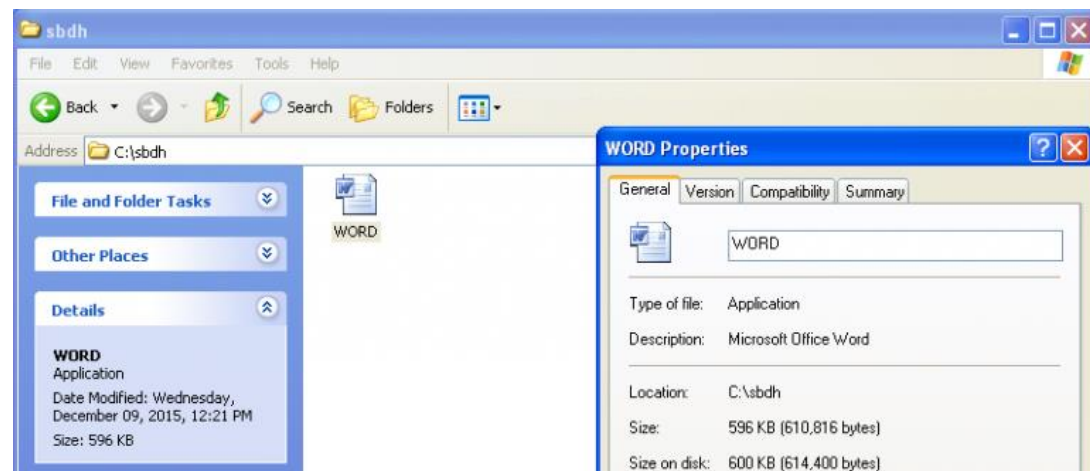 sbdh
File Edit View Favorites Tools Help
Back Search Folders
Address C:\sbdh
File and Folder Tasks
Other Places
Details
WORD
Application
Date Modified: Wednesday,
December 09, 2015, 12:21 PM
Size: 596 KB
WORD
WORD Properties
General Version Compatibility Summary
WORD
Type of file: Application
Description: Microsoft Office Word
Location: C:\sbdh
Size: 596 KB (610,816 bytes)
Size on disk: 600 KB (614,400 bytes)